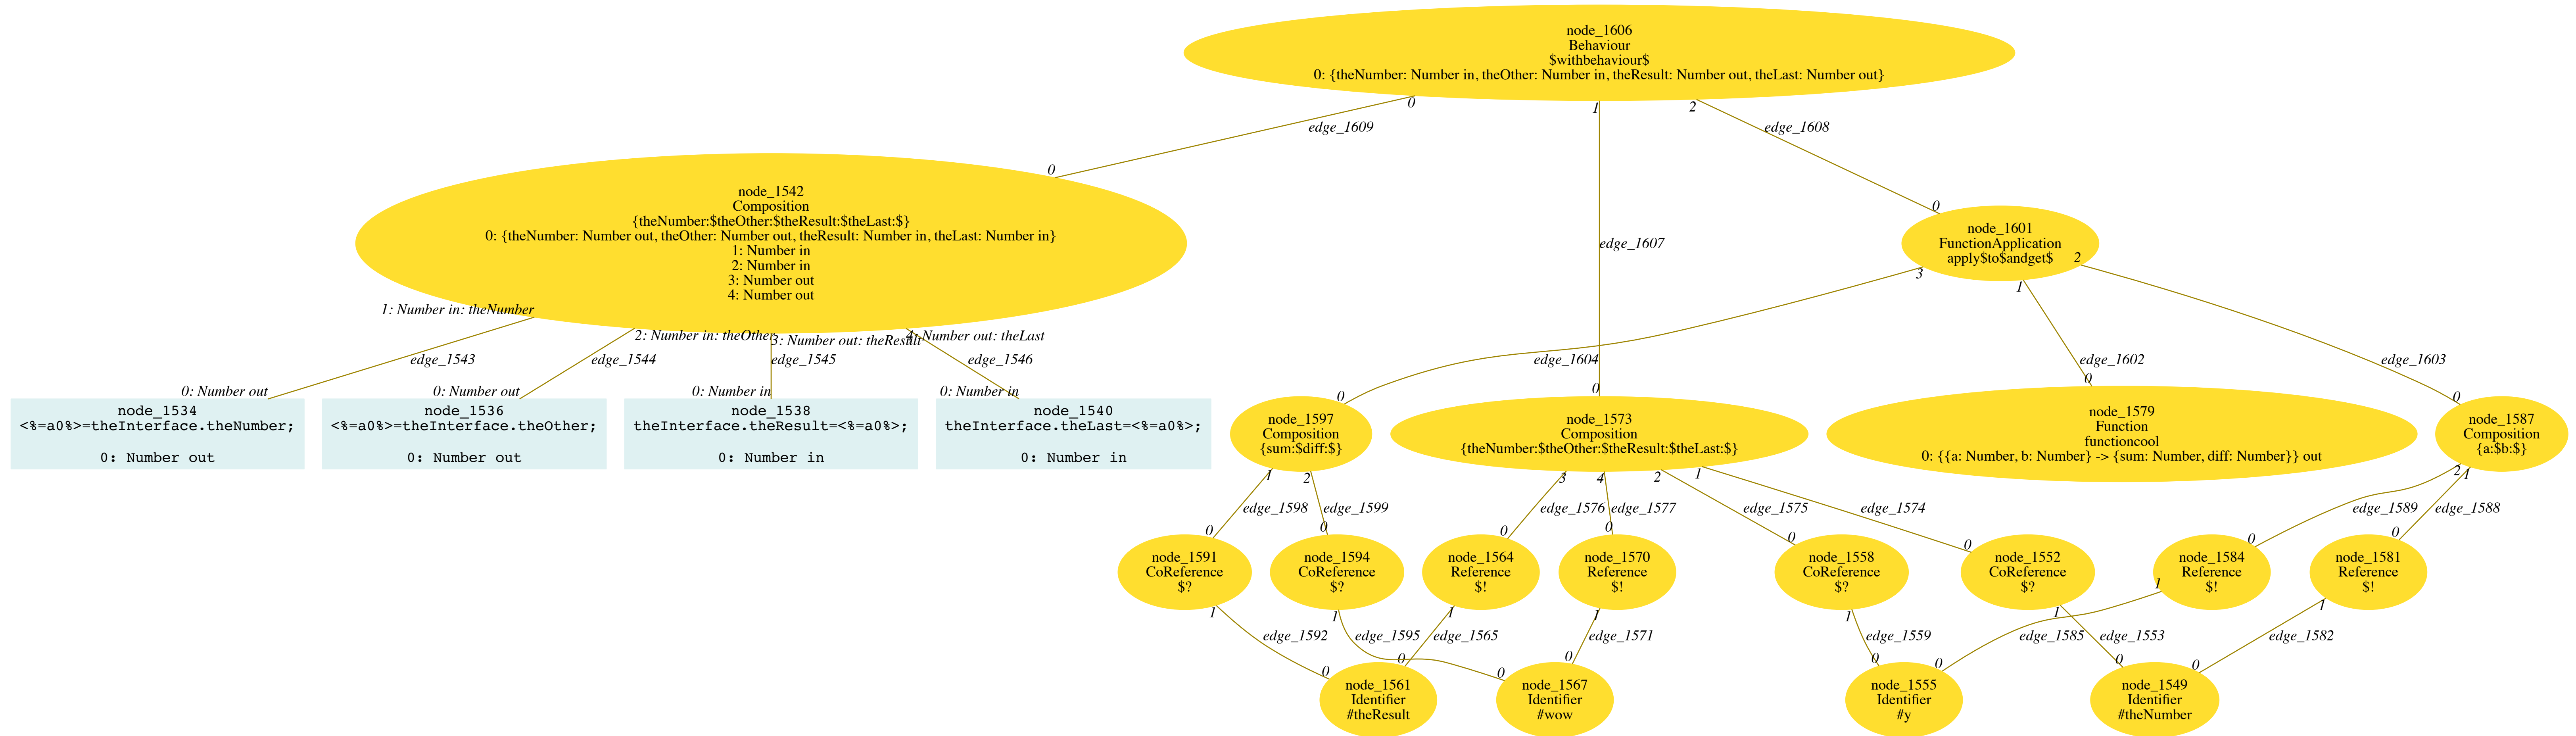 node_1606
Behaviour
$withbehaviour$
0: {theNumber: Number in, theOther: Number in, theResult: Number out, theLast: Number out}
0
1
2
edge_1609
edge_1608
0
0
node_1542
Composition
{theNumber:$theOther:$theResult:$theLast:$}
0: {theNumber: Number out, theOther: Number out, theResult: Number in, theLast: Number in}
1: Number in
2: Number in
3: Number out
4: Number out
edge_1607
node_1601
FunctionApplication
apply$to$andget$
3
1
2
1: Number in: theNumber
2: Number in: theOther
3: Number out: theResult
4: Number out: theLast
edge_1543
edge_1544
edge_1545
edge_1546
edge_1604
edge_1602
edge_1603
0: Number out
0: Number out
0: Number in
0: Number in
0
0
0
0
node_1534
<%=a0%>=theInterface.theNumber;
0: Number out
node_1536
<%=a0%>=theInterface.theOther;
0: Number out
node_1538
theInterface.theResult=<%=a0%>;
0: Number in
node_1540
theInterface.theLast=<%=a0%>;
0: Number in
node_1597
Composition
{sum:$diff:$}
node_1573
Composition
{theNumber:$theOther:$theResult:$theLast:$}
node_1579
Function
functioncool
0: {{a: Number, b: Number} -> {sum: Number, diff: Number}} out
node_1587
Composition
{a:$b:$}
1
2
3
4
2
1
2
1
edge_1598
edge_1599
edge_1576
edge_1577
edge_1575
edge_1574
edge_1589
edge_1588
0
0
0
0
0
0
0
0
node_1591
CoReference
$?
node_1594
CoReference
$?
node_1564
Reference
$!
node_1570
Reference
$!
node_1558
CoReference
$?
node_1552
CoReference
$?
node_1584
Reference
$!
node_1581
Reference
$!
1
1
1
1
1
1
1
1
edge_1592
edge_1595
edge_1565
edge_1571
edge_1559
edge_1585
edge_1553
edge_1582
0
0
0
0
0
0
0
0
node_1561
Identifier
#theResult
node_1567
Identifier
#wow
node_1555
Identifier
#y
node_1549
Identifier
#theNumber